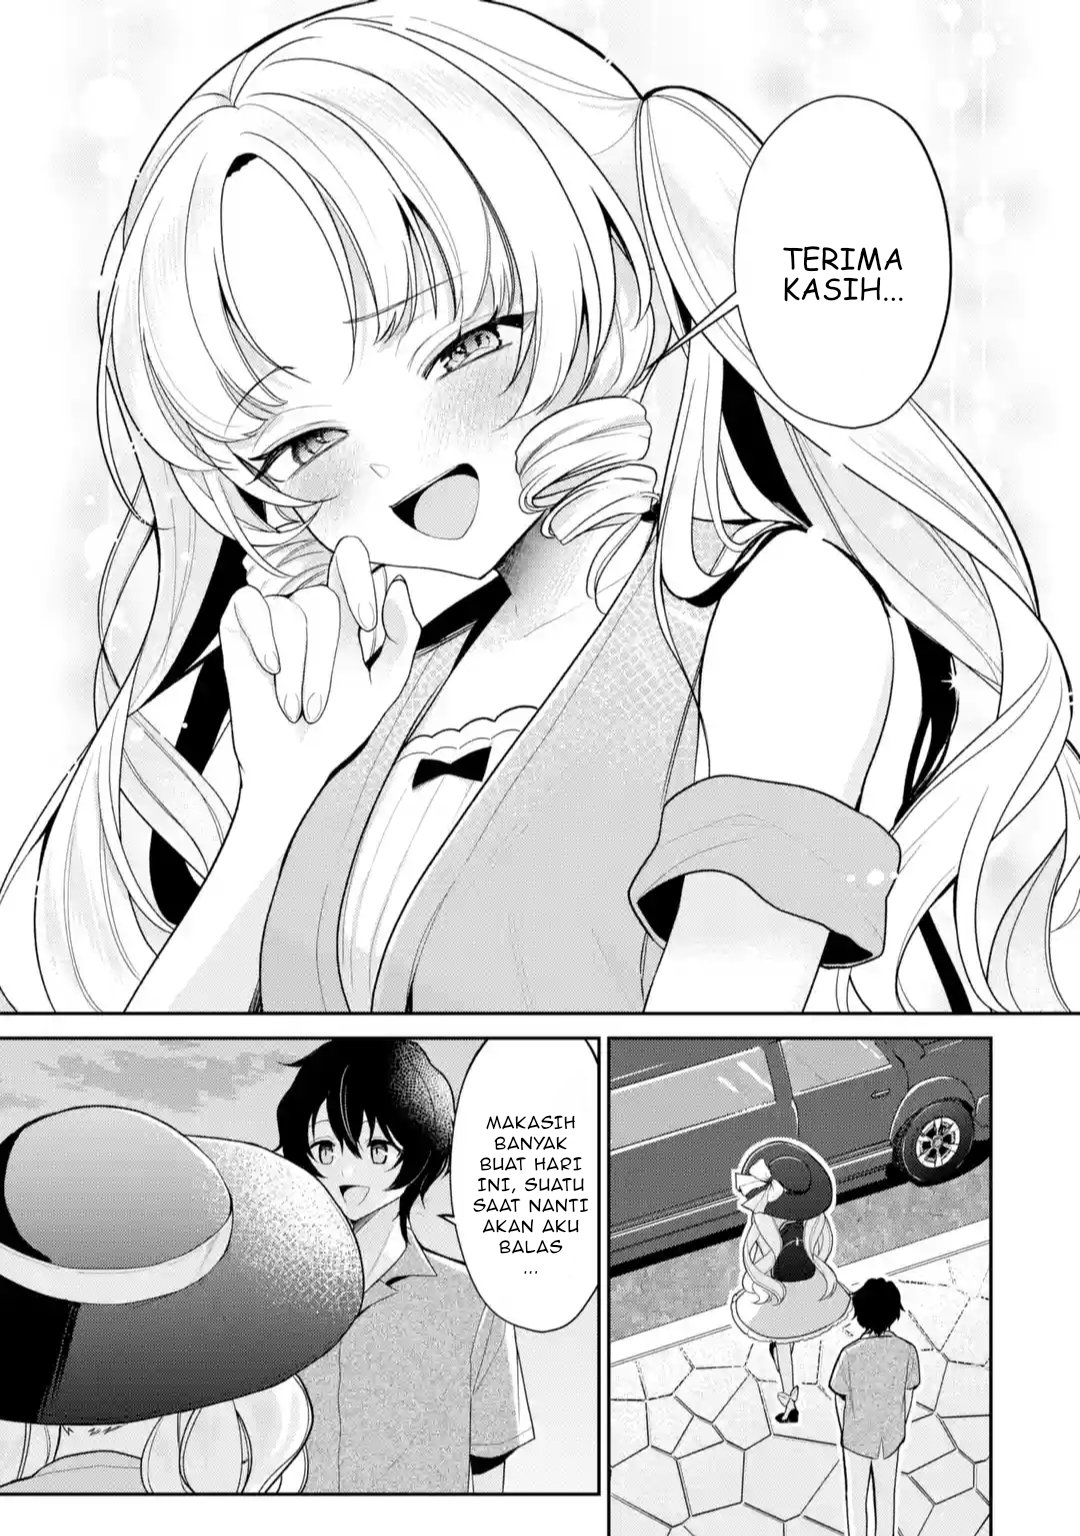 TERIMA
KASIH...
MAKASIH
BANYAK
BUAT HARI
INI, SUATU
SAAT NANTI
AKAN AKU
BALAS
...